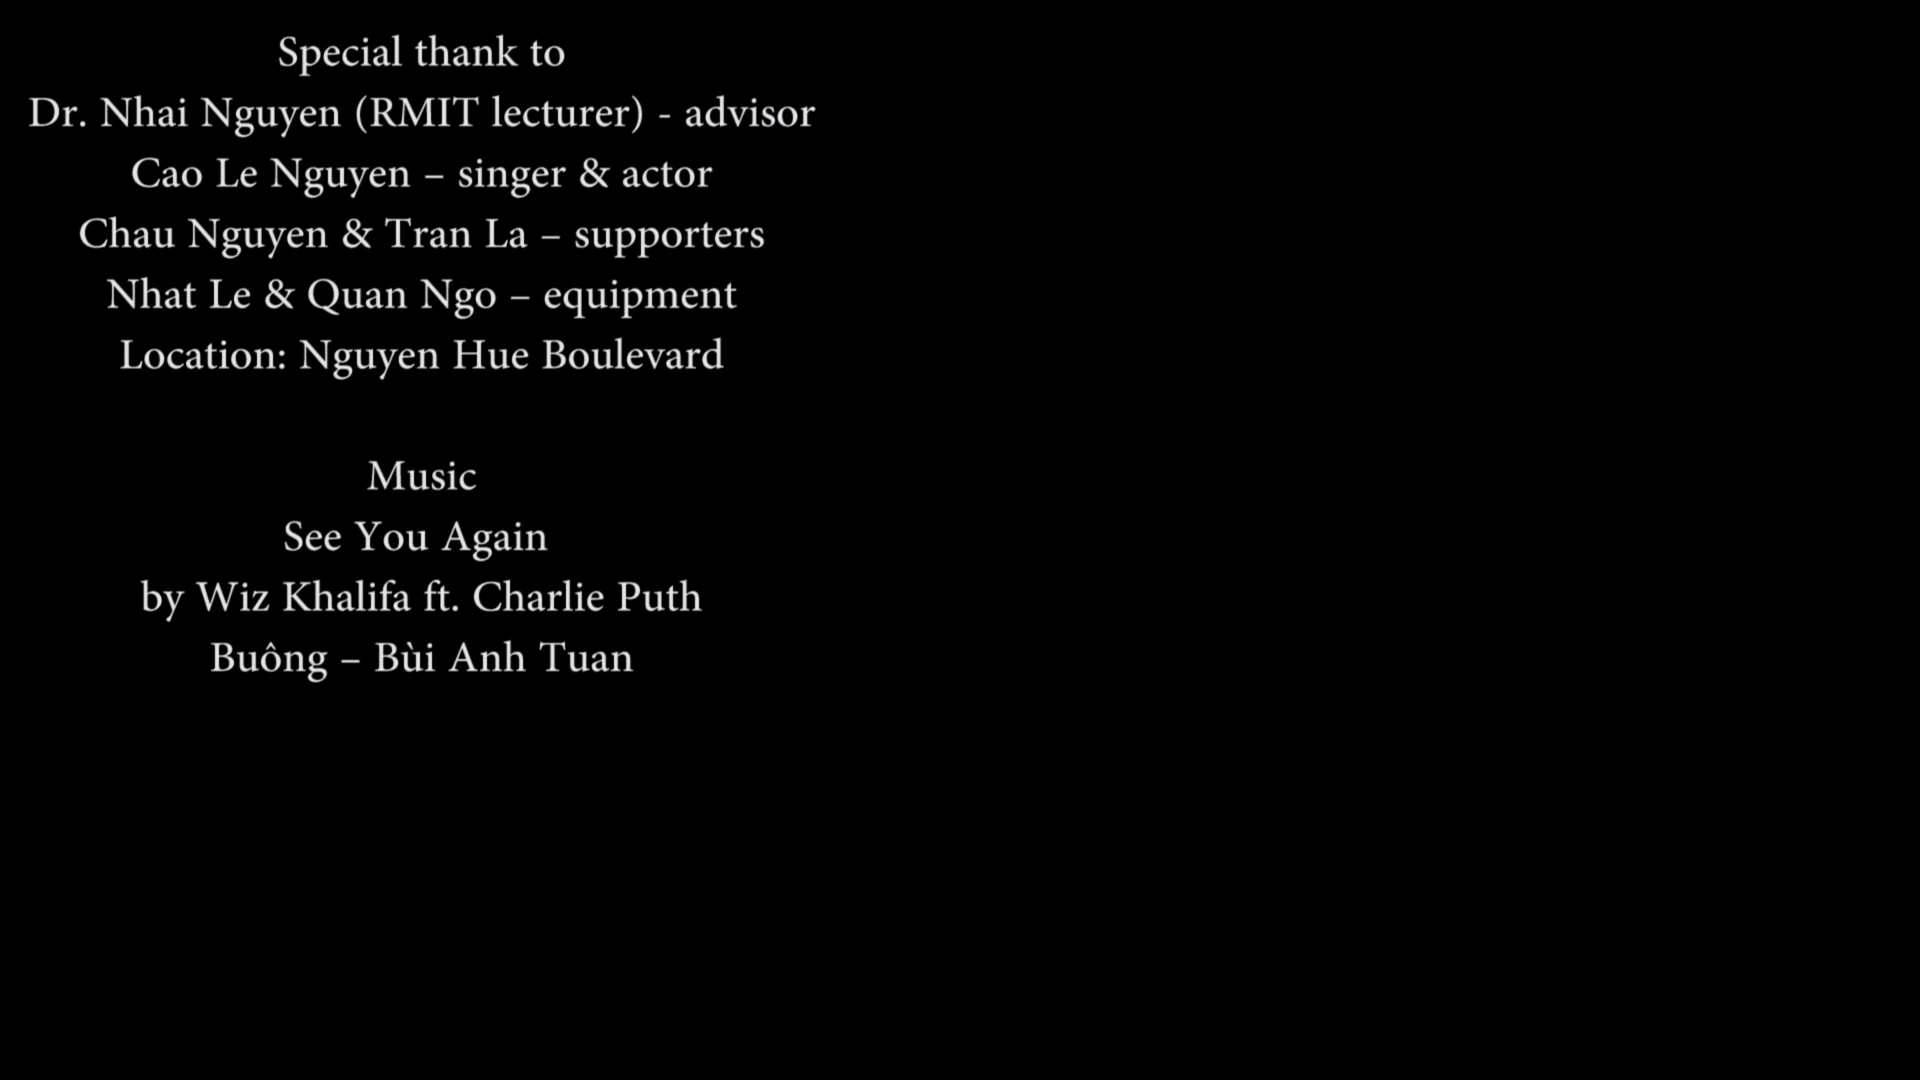 Special thank to
Dr. Nhai Nguyen (RMIT lecturer) - advisor
Cao Le Nguyen – singer & actor
Chau Nguyen & Tran La – supporters
Nhat Le & Quan Ngo – equipment
Location: Nguyen Hue Boulevard
Music
See You Again
by Wiz Khalifa ft. Charlie Puth
Buông – Bùi Anh Tuan